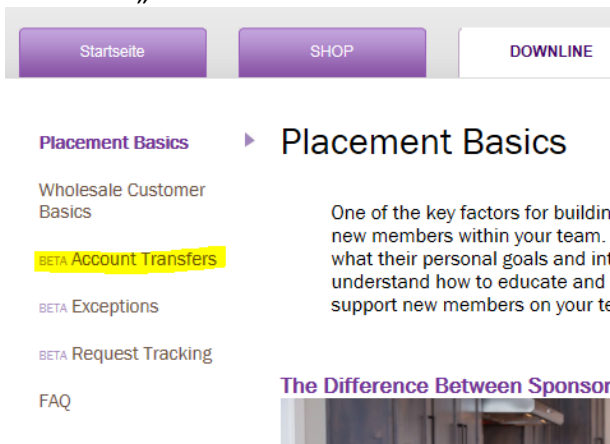 „
Startseite
SHOP
DOWNLINE
Placement Basics
Wholesale Customer
Basics
BETA Account Transfers
BETA Exceptions
BETA Request Tracking
FAQ
Placement Basics
One of the key factors for buildin
new members within your team.
what their personal goals and int
understand how to educate and
support new members on your te
The Difference Between Sponsor